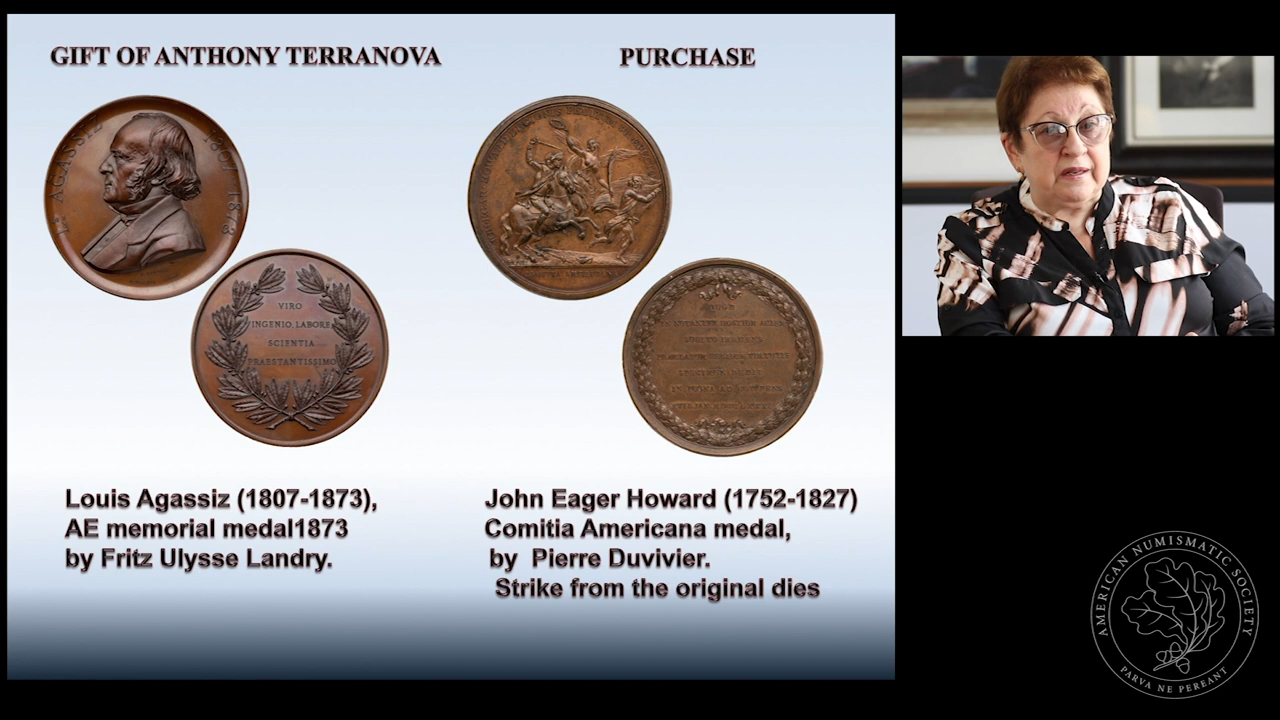 GIFT OF ANTHONY TERRANOVA
PURCHASE
Lˢ AGASSIZ 1807 1873
VIRO
INGENIO, LABORE
SCIENTIA
PRAESTANTISSIMO
Louis Agassiz (1807-1873),
AE memorial medal1873
by Fritz Ulysse Landry.
John Eager Howard (1752-1827)
Comitia Americana medal,
by Pierre Duvivier.
Strike from the original dies
AMERICAN NUMISMATIC SOCIETY
PARVA NE PEREANT